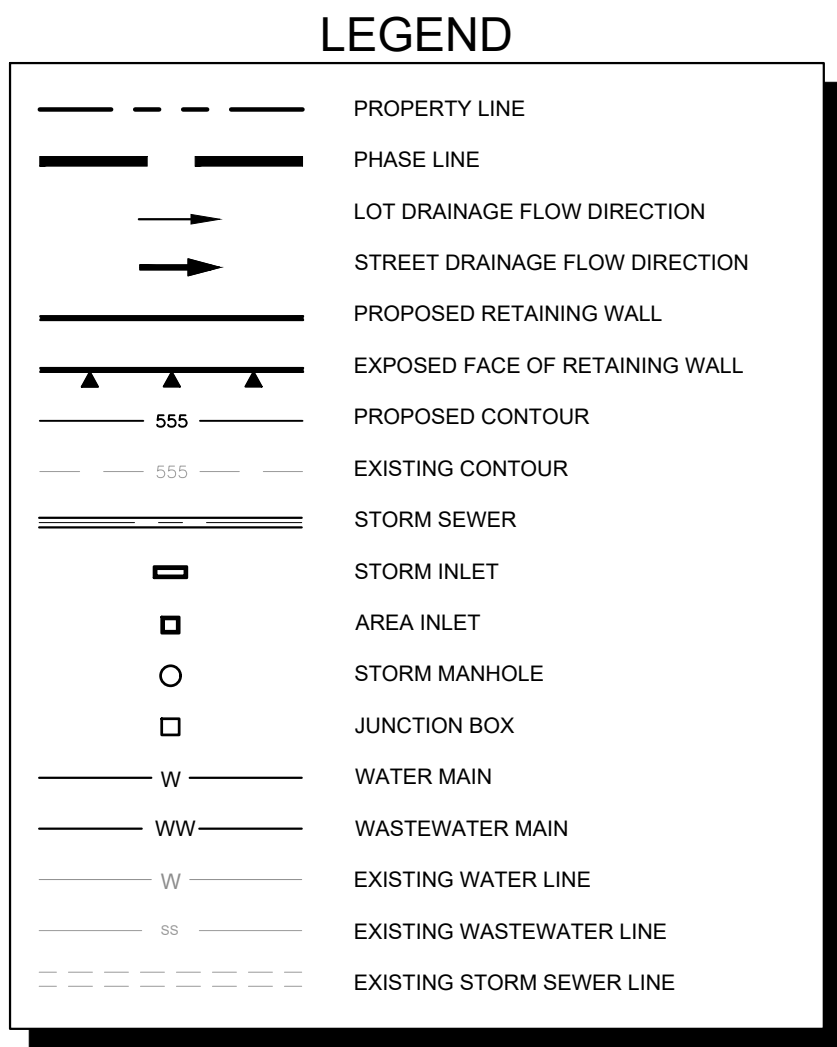 LEGEND
PROPERTY LINE
PHASE LINE
LOT DRAINAGE FLOW DIRECTION
STREET DRAINAGE FLOW DIRECTION
PROPOSED RETAINING WALL
EXPOSED FACE OF RETAINING WALL
555 PROPOSED CONTOUR
555 EXISTING CONTOUR
STORM SEWER
STORM INLET
AREA INLET
STORM MANHOLE
JUNCTION BOX
W WATER MAIN
WW WASTEWATER MAIN
W EXISTING WATER LINE
SS EXISTING WASTEWATER LINE
EXISTING STORM SEWER LINE